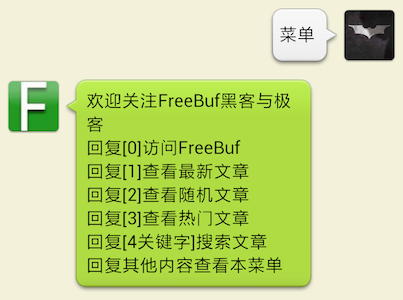 菜单
F
欢迎关注FreeBuf黑客与极
客
回复[0]访问FreeBuf
回复[1]查看最新文章
回复[2]查看随机文章
回复[3]查看热门文章
回复[4关键字]搜索文章
回复其他内容查看本菜单